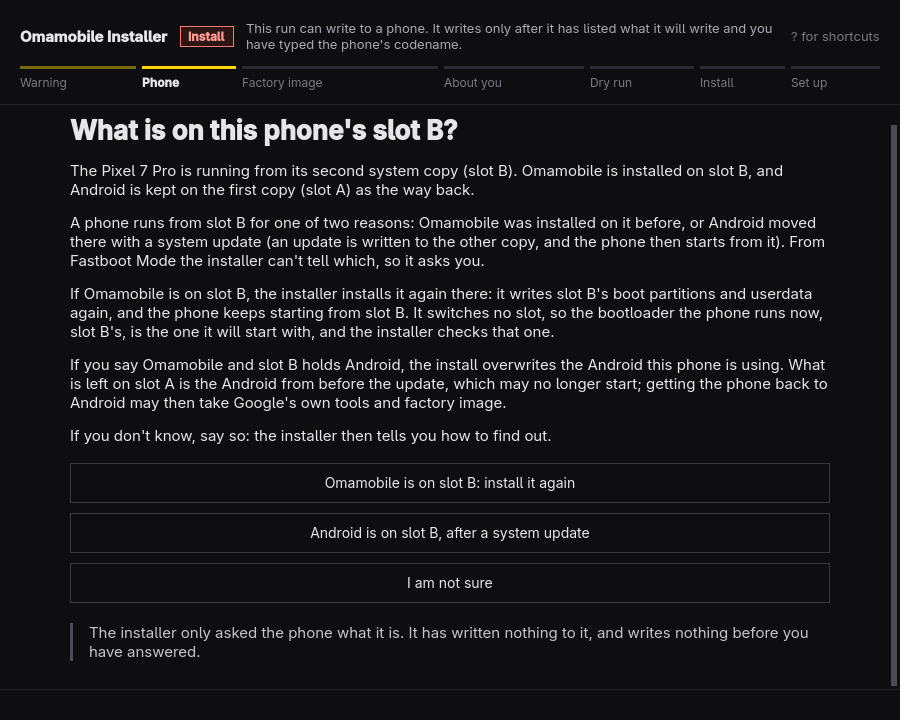 Omamobile Installer
Install
This run can write to a phone. It writes only after it has listed what it will write and you
have typed the phone's codename.
? for shortcuts
Warning
Phone
Factory image
About you
Dry run
Install
Set up
What is on this phone's slot B?
The Pixel 7 Pro is running from its second system copy (slot B). Omamobile is installed on slot B, and
Android is kept on the first copy (slot A) as the way back.
A phone runs from slot B for one of two reasons: Omamobile was installed on it before, or Android moved
there with a system update (an update is written to the other copy, and the phone then starts from it). From
Fastboot Mode the installer can't tell which, so it asks you.
If Omamobile is on slot B, the installer installs it again there: it writes slot B's boot partitions and userdata
again, and the phone keeps starting from slot B. It switches no slot, so the bootloader the phone runs now,
slot B's, is the one it will start with, and the installer checks that one.
If you say Omamobile and slot B holds Android, the install overwrites the Android this phone is using. What
is left on slot A is the Android from before the update, which may no longer start; getting the phone back to
Android may then take Google's own tools and factory image.
If you don't know, say so: the installer then tells you how to find out.
Omamobile is on slot B: install it again
Android is on slot B, after a system update
I am not sure
The installer only asked the phone what it is. It has written nothing to it, and writes nothing before you
have answered.